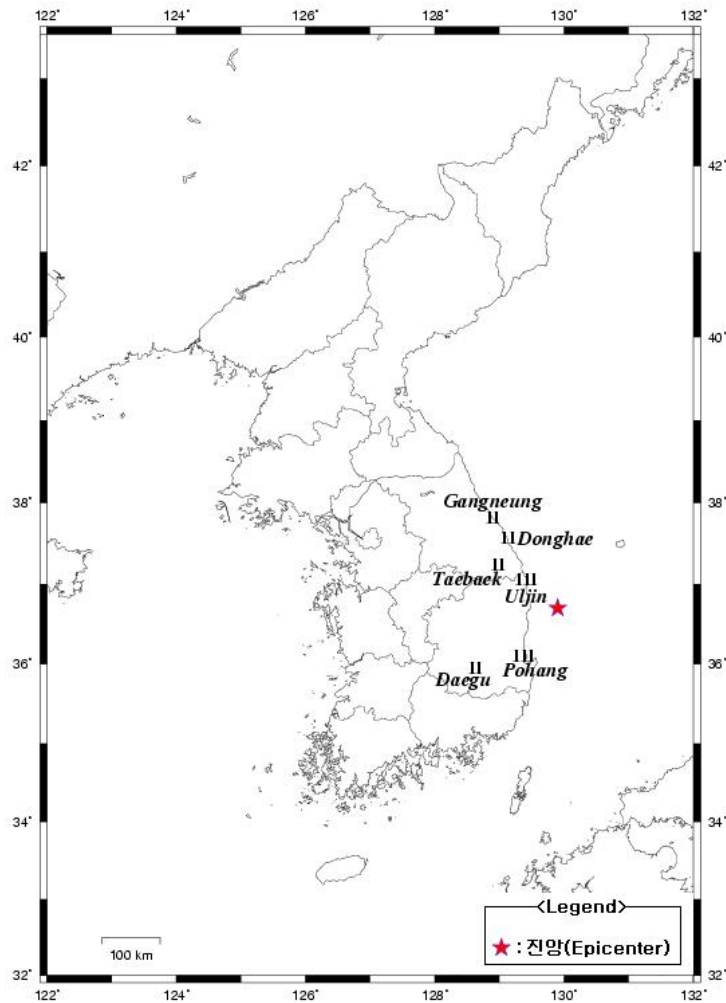 122° 124° 126° 128° 130° 132°
42° 42°
40° 40°
38° 38°
Gangneung
II
II Donghae
II
Taebaek
Uljin
36° 36°
II
Daegu
Pohang
34° 34°
<Legend>
: 진앙(Epicenter)
100 km
32° 32°
122° 124° 126° 128° 130° 132°